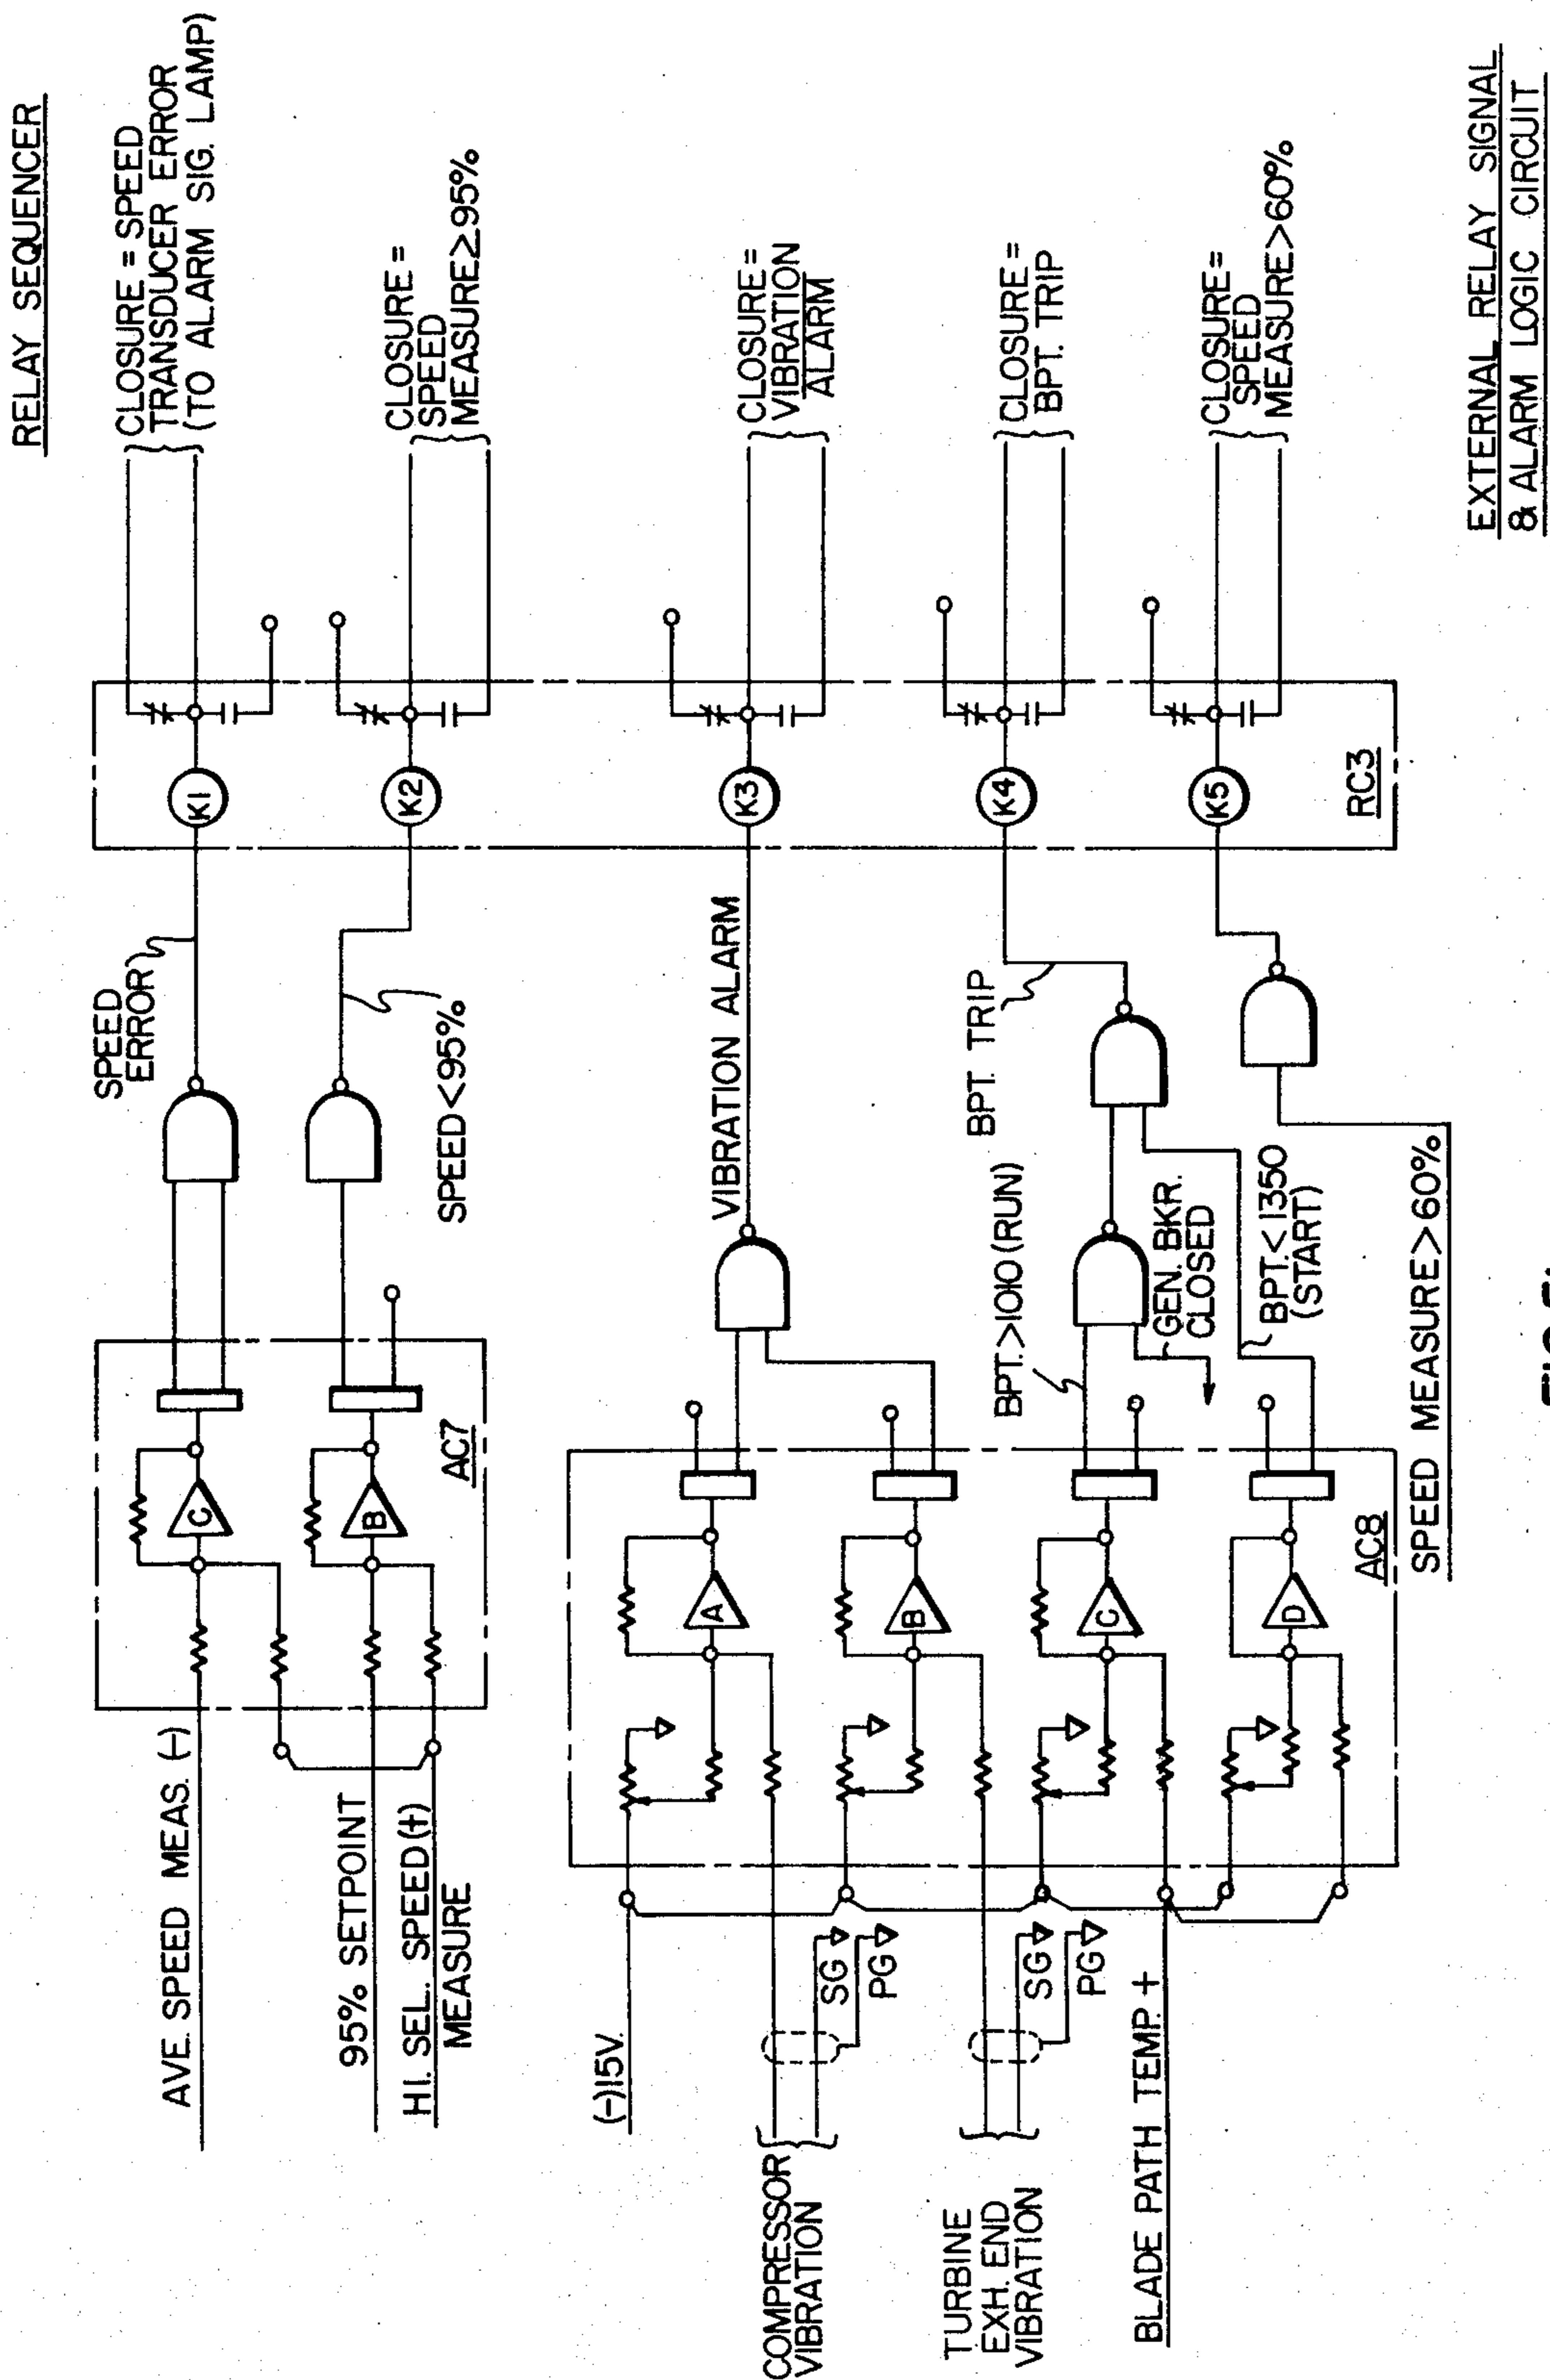 RELAY SEQUENCER
CLOSURE = SPEED
TRANSDUCER ERROR
(TO ALARM SIG. LAMP)
CLOSURE =
SPEED
MEASURE≥95%
CLOSURE =
VIBRATION
ALARM
CLOSURE =
BPT. TRIP
CLOSURE =
SPEED
MEASURE>60%
EXTERNAL RELAY SIGNAL
& ALARM LOGIC CIRCUIT
K1
K2
K3
K4
K5
RC3
SPEED
ERROR
SPEED<95%
VIBRATION ALARM
BPT. TRIP
BPT.>1010 (RUN)
GEN. BKR.
CLOSED
BPT.<1350
(START)
SPEED MEASURE>60%
C
B
AC7
A
B
C
D
AC8
AVE. SPEED MEAS. (-)
95% SETPOINT
HI. SEL. SPEED (+)
MEASURE
(-)15V.
SG
PG
SG
PG
COMPRESSOR
VIBRATION
TURBINE
EXH. END
VIBRATION
BLADE PATH TEMP. +